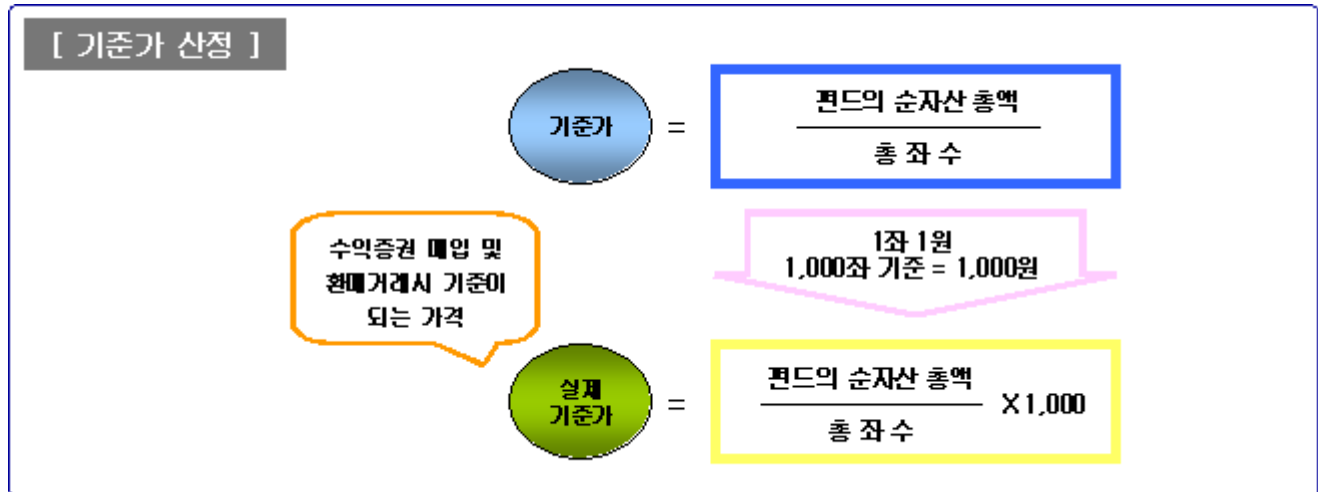 [ 기준가 산정 ]
기준가 = 펀드의 순자산 총액
총 좌 수
수익증권 매입 및
환매거래시 기준이
되는 가격
1좌 1원
1,000좌 기준 = 1,000원
실제
기준가
= 펀드의 순자산 총액
총 좌 수
X 1,000